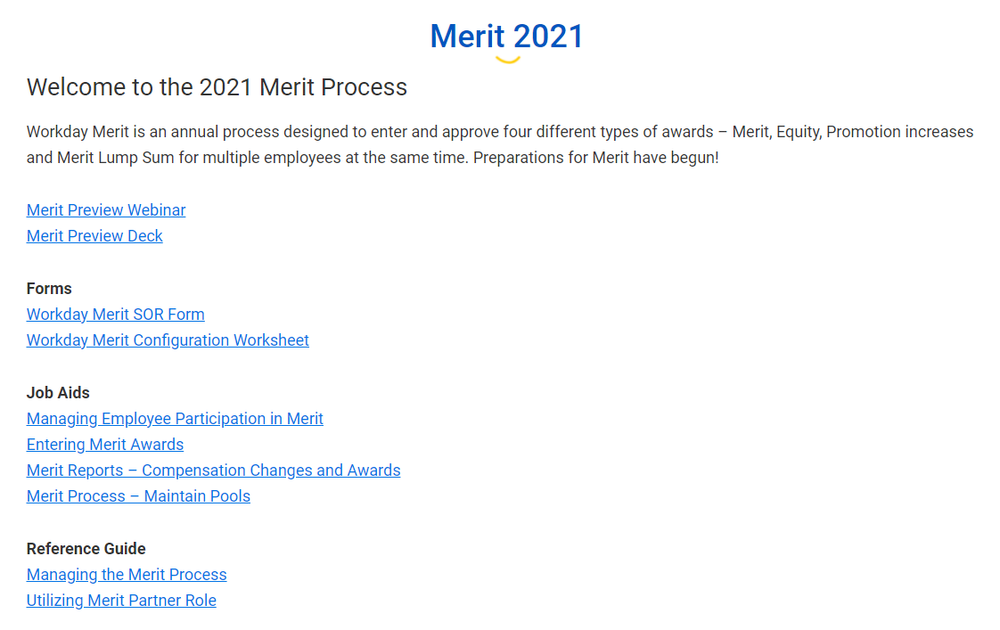 Merit 2021
Welcome to the 2021 Merit Process
Workday Merit is an annual process designed to enter and approve four different types of awards – Merit, Equity, Promotion increases
and Merit Lump Sum for multiple employees at the same time. Preparations for Merit have begun!
Merit Preview Webinar
Merit Preview Deck
Forms
Workday Merit SOR Form
Workday Merit Configuration Worksheet
Job Aids
Managing Employee Participation in Merit
Entering Merit Awards
Merit Reports – Compensation Changes and Awards
Merit Process – Maintain Pools
Reference Guide
Managing the Merit Process
Utilizing Merit Partner Role